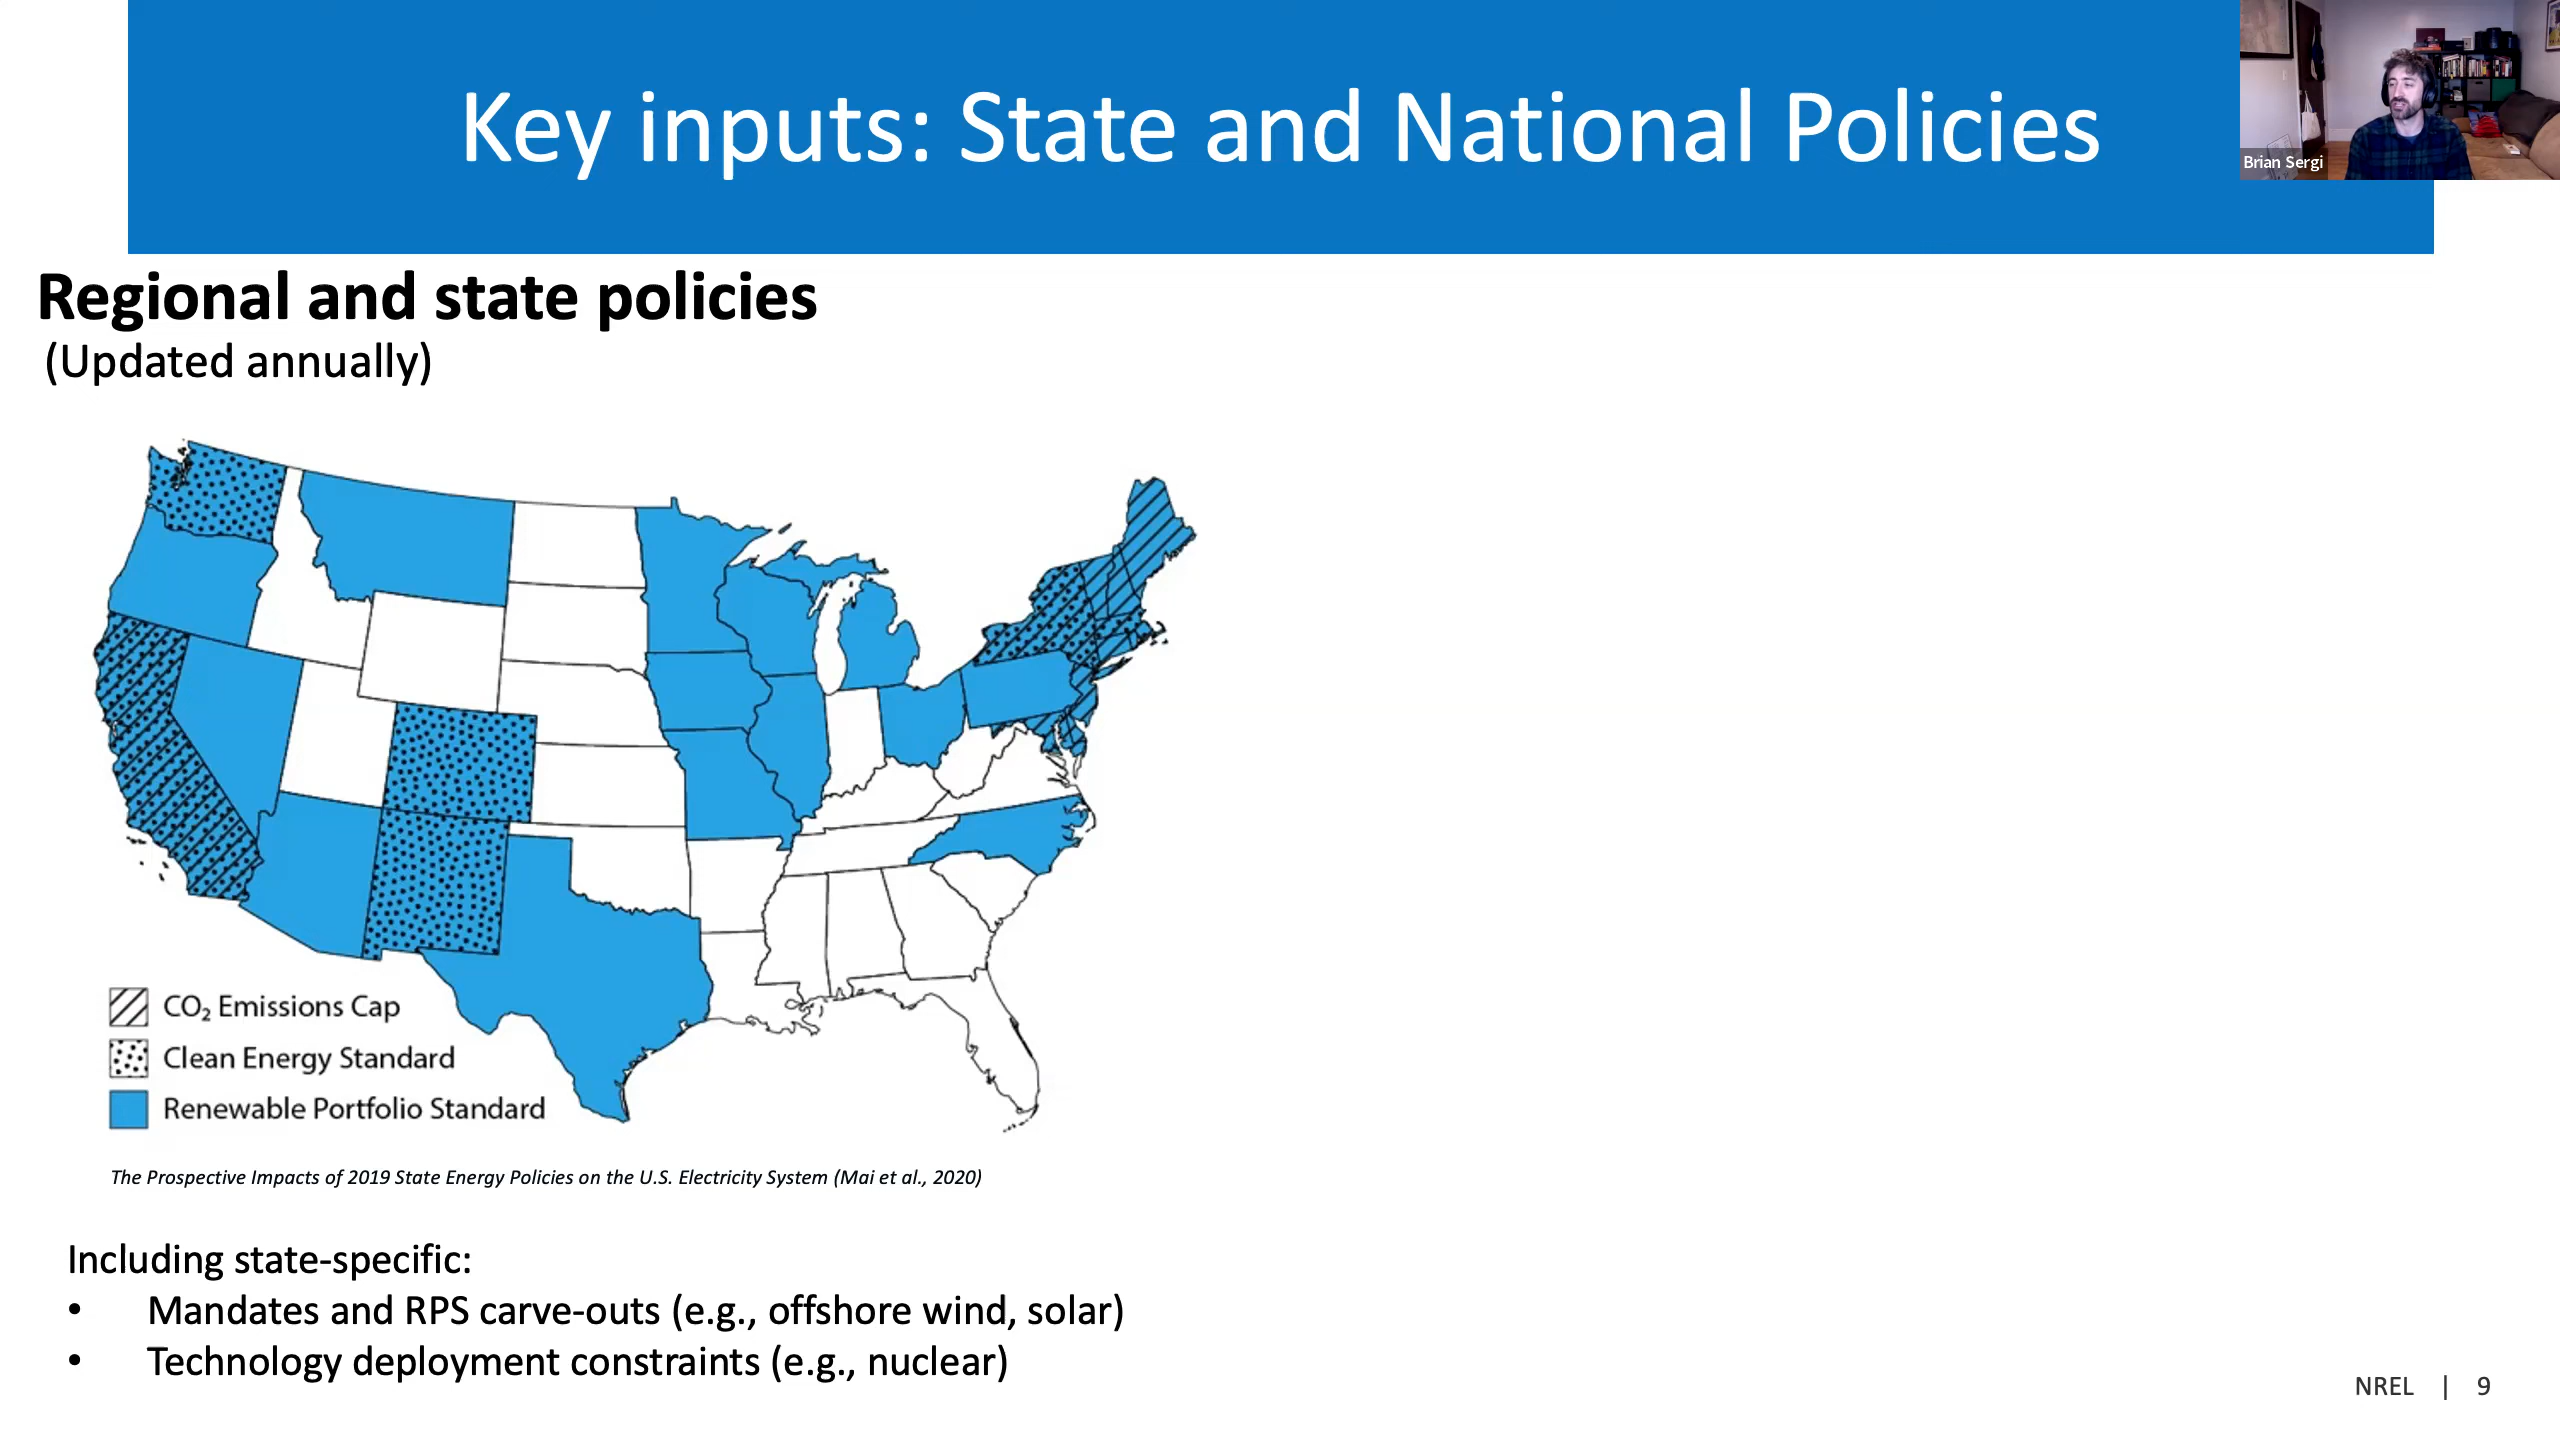 Key inputs: State and National Policies
Brian Sergi
Regional and state policies
(Updated annually)
CO₂ Emissions Cap
Clean Energy Standard
Renewable Portfolio Standard
The Prospective Impacts of 2019 State Energy Policies on the U.S. Electricity System (Mai et al., 2020)
Including state-specific:
• Mandates and RPS carve-outs (e.g., offshore wind, solar)
• Technology deployment constraints (e.g., nuclear)
NREL | 9